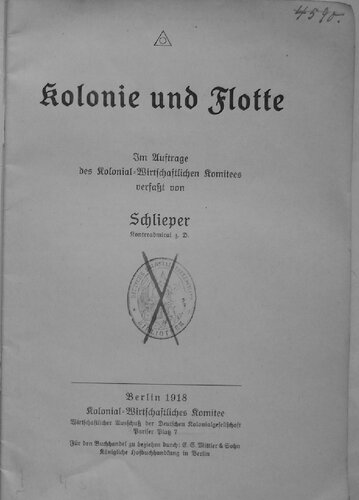 4590.
Kolonie und Flotte
Im Auftrage
des Kolonial-Wirtschaftlichen Komitees
verfaßt von
Schlieper
Konteradmiral z. D.
Berlin 1918
Kolonial-Wirtschaftliches Komitee
Wirtschaftlicher Ausschuß der Deutschen Kolonialgesellschaft
Pariser Platz 7
Für den Buchhandel zu beziehen durch: E. S. Mittler & Sohn
Königliche Hofbuchhandlung in Berlin